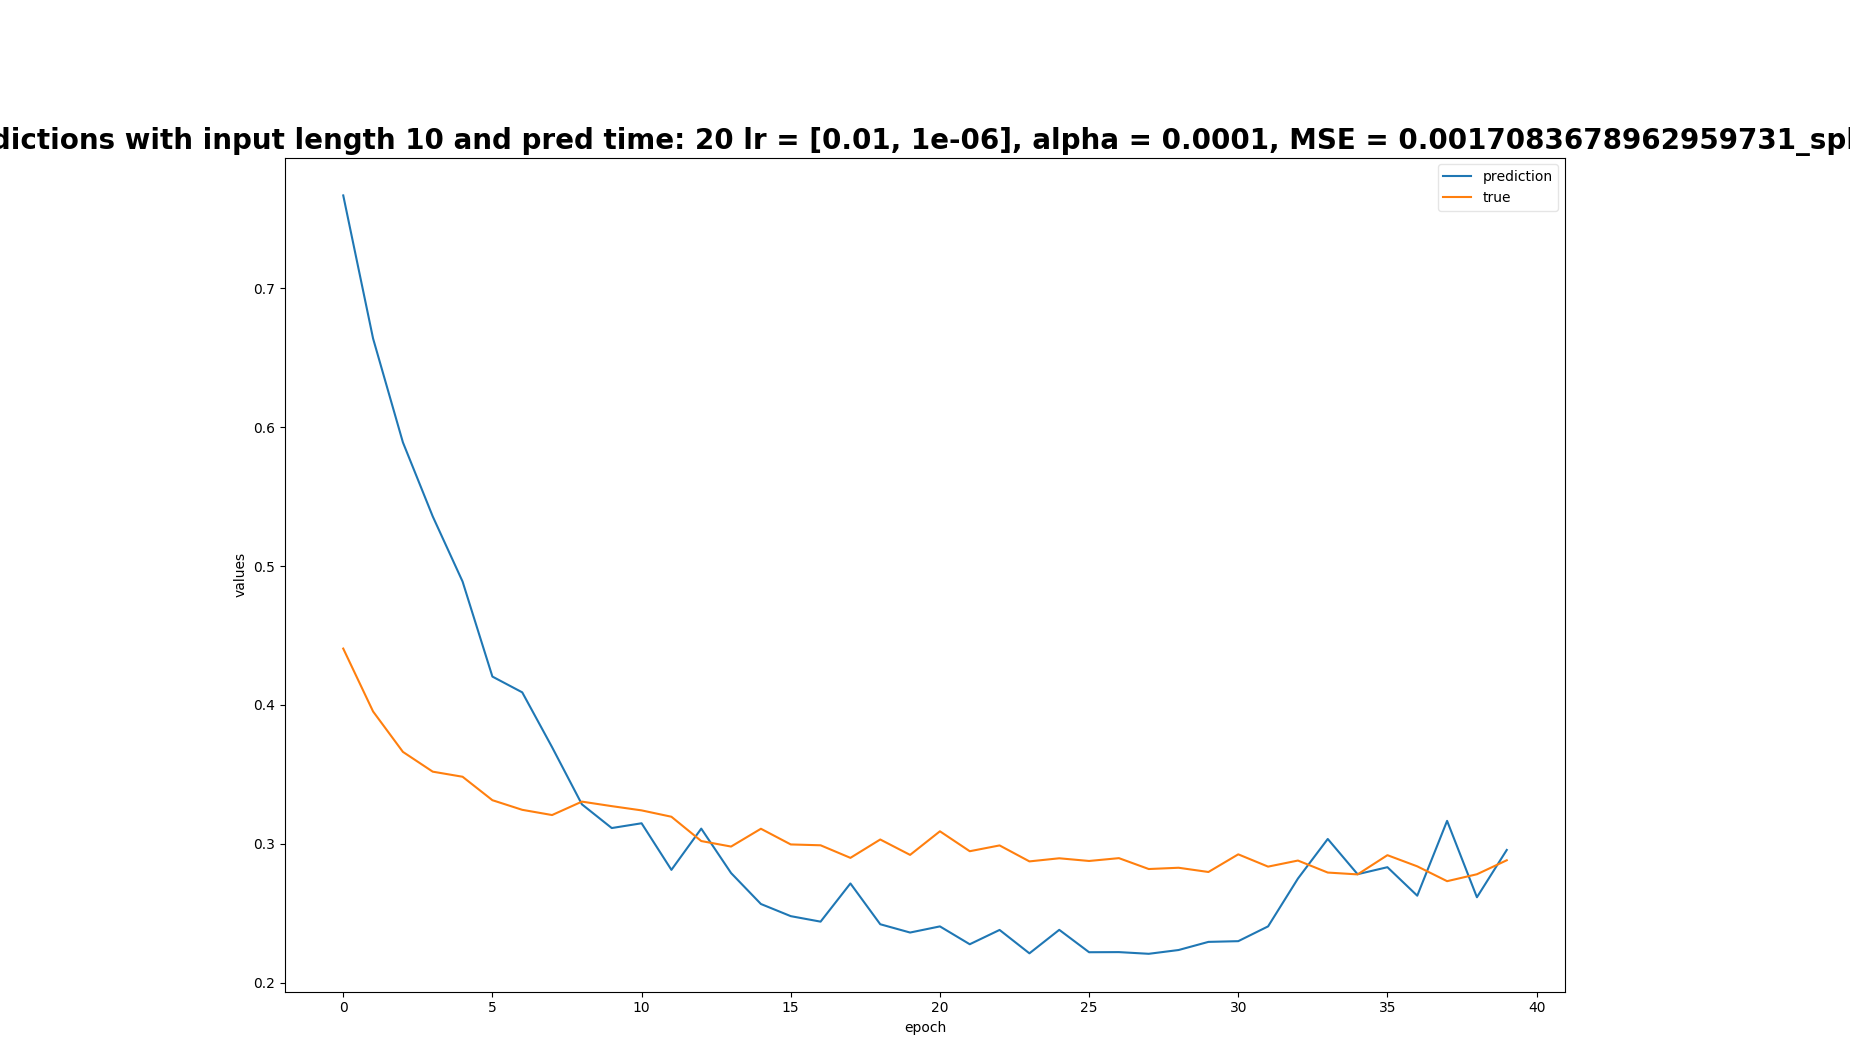 dictions with input length 10 and pred time: 20 lr = [0.01, 1e-06], alpha = 0.0001, MSE = 0.0017083678962959731_spl
prediction
true
0.7
0.6
0.5
0.4
0.3
0.2
values
0 5 10 15 20 25 30 35 40
epoch